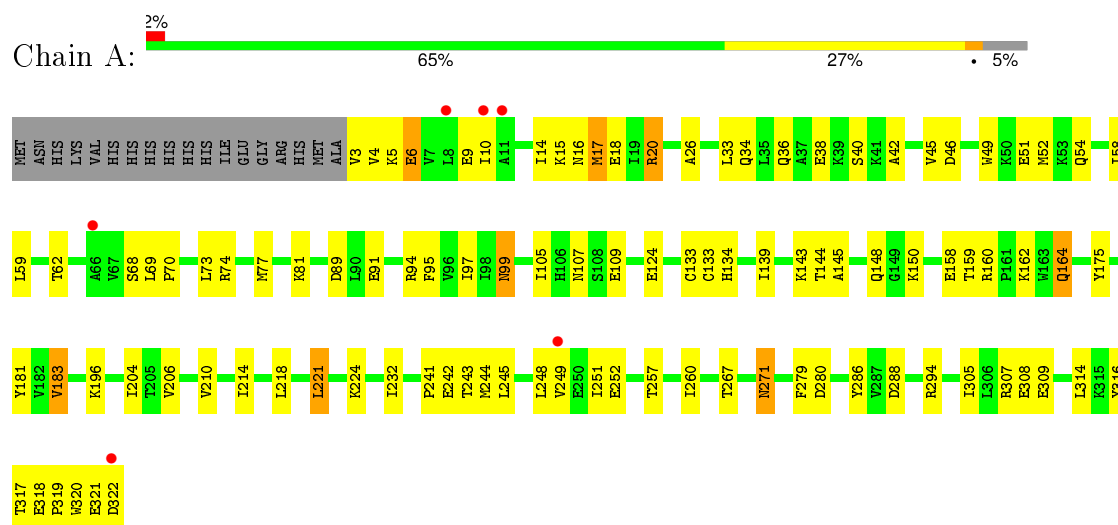 2%
Chain A:
65% 27% • 5%
MET ASN HIS LYS VAL HIS HIS HIS HIS HIS HIS ILE GLU GLY ARG HIS MET ALA V3 V4 K5 E6 V7 L8 E9 I10 A11 I14 K15 N16 M17 E18 I19 R20 A26 L33 Q34 L35 Q36 A37 E38 K39 S40 K41 A42 V45 D46 W49 K50 E51 M52 K53 Q54 I58
L59 T62 A66 V67 S68 L69 P70 L73 R74 M77 K81 D89 L90 E91 R94 F95 V96 I97 I98 N99 I105 H106 N107 S108 E109 E124 C133 C133 H134 I139 K143 T144 A145 Q148 G149 K150 E158 T159 R160 P161 K162 W163 Q164 Y175
Y181 V182 V183 K196 I204 T205 V206 V210 I214 L218 L221 K224 I232 P241 E242 T243 M244 L245 L248 V249 E250 I251 E252 T257 I260 T267 N271 F279 D280 Y286 V287 D288 R294 I305 L306 R307 E308 E309 L314 K315 Y316
T317 E318 P319 W320 E321 D322